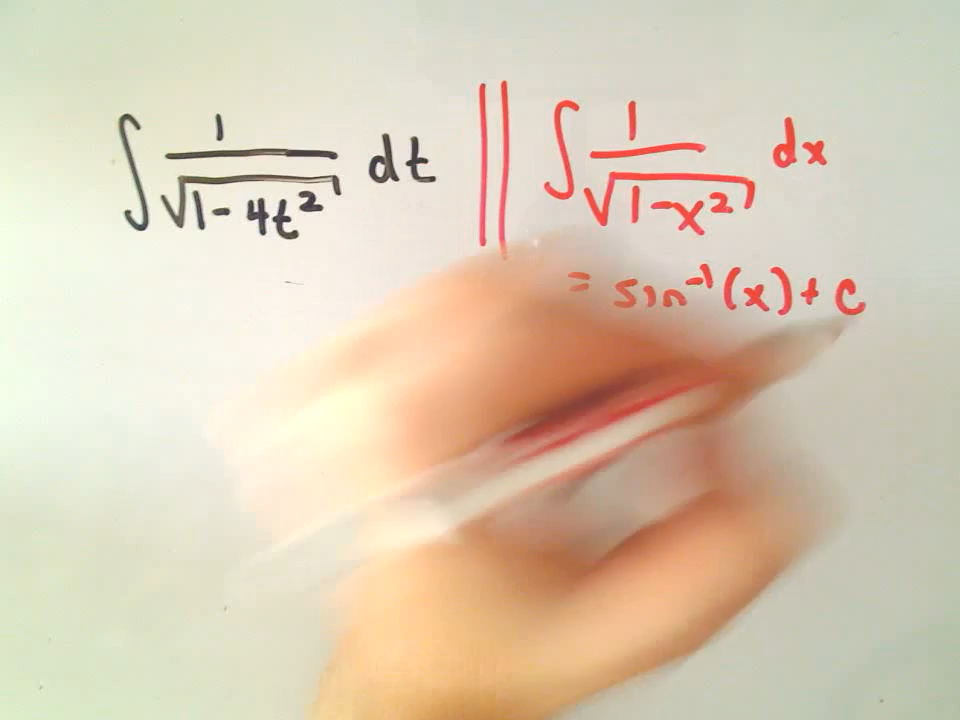 ∫ 1/√(1-4t²) dt || ∫ 1/√(1-x²) dx
= sin⁻¹(x) + c